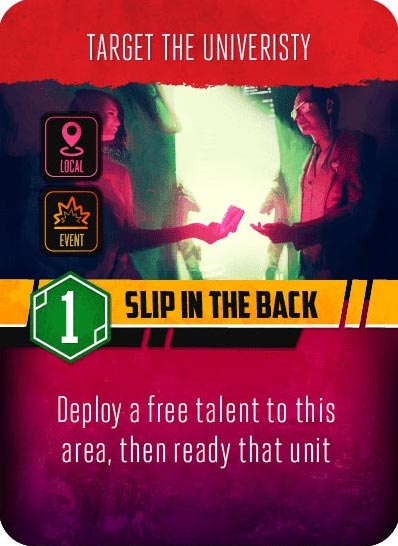 TARGET THE UNIVERISTY
LOCAL
EVENT
1
SLIP IN THE BACK
Deploy a free talent to this
area, then ready that unit